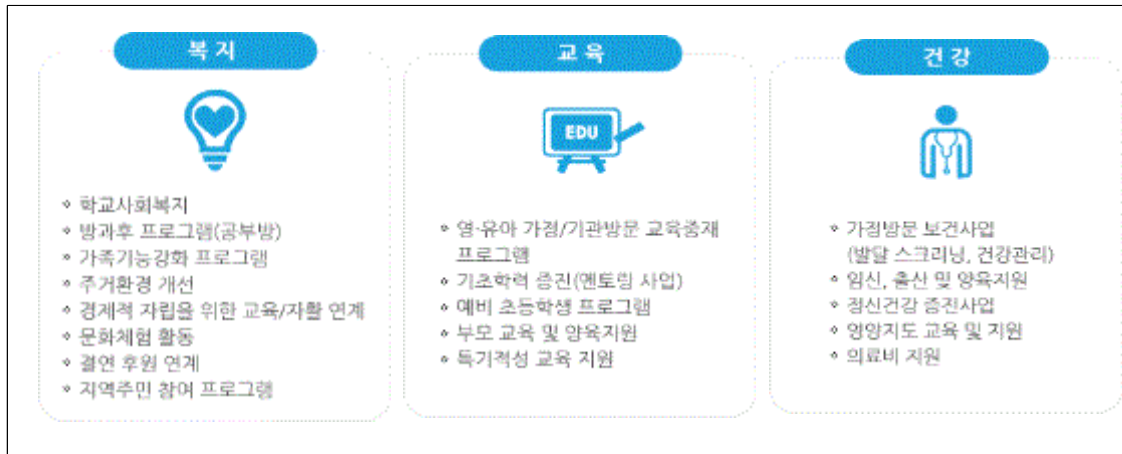 복 지
학교사회복지
방과후 프로그램(공부방)
가족기능강화 프로그램
주거환경 개선
경제적 자립을 위한 교육/자활 연계
문화체험 활동
결연 후원 연계
지역주민 참여 프로그램
교 육
EDU
영·유아 가정/기관방문 교육중재
프로그램
기초학력 증진(멘토링 사업)
예비 초등학생 프로그램
부모 교육 및 양육지원
특기적성 교육 지원
건 강
가정방문 보건사업
(발달 스크리닝, 건강관리)
임신, 출산 및 양육지원
정신건강 증진사업
영양지도 교육 및 지원
의료비 지원